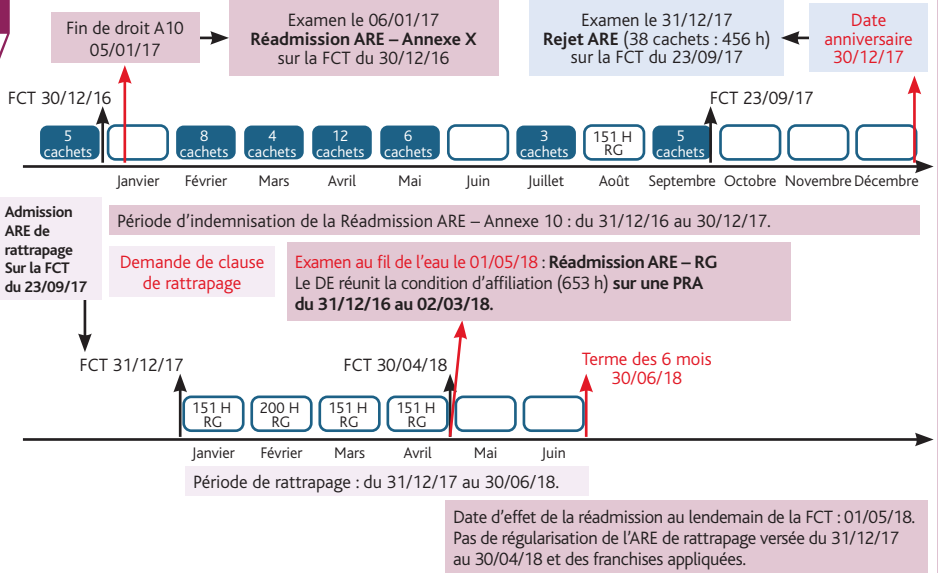 Fin de droit A10
05/01/17
Examen le 06/01/17
Réadmission ARE – Annexe X
sur la FCT du 30/12/16
Examen le 31/12/17
Rejet ARE (38 cachets : 456 h)
sur la FCT du 23/09/17
Date
anniversaire
30/12/17
FCT 30/12/16
FCT 23/09/17
5
cachets
8
cachets
4
cachets
12
cachets
6
cachets
3
cachets
151 H
RG
5
cachets
Janvier Février Mars Avril Mai Juin Juillet Août Septembre Octobre Novembre Décembre
Admission
ARE de
rattrapage
Sur la FCT
du 23/09/17
Période d'indemnisation de la Réadmission ARE – Annexe 10 : du 31/12/16 au 30/12/17.
Demande de clause
de rattrapage
Examen au fil de l'eau le 01/05/18 : Réadmission ARE – RG
Le DE réunit la condition d'affiliation (653 h) sur une PRA
du 31/12/16 au 02/03/18.
FCT 31/12/17
FCT 30/04/18
Terme des 6 mois
30/06/18
151 H
RG
200 H
RG
151 H
RG
151 H
RG
Janvier Février Mars Avril Mai Juin
Période de rattrapage : du 31/12/17 au 30/06/18.
Date d'effet de la réadmission au lendemain de la FCT : 01/05/18.
Pas de régularisation de l'ARE de rattrapage versée du 31/12/17
au 30/04/18 et des franchises appliquées.